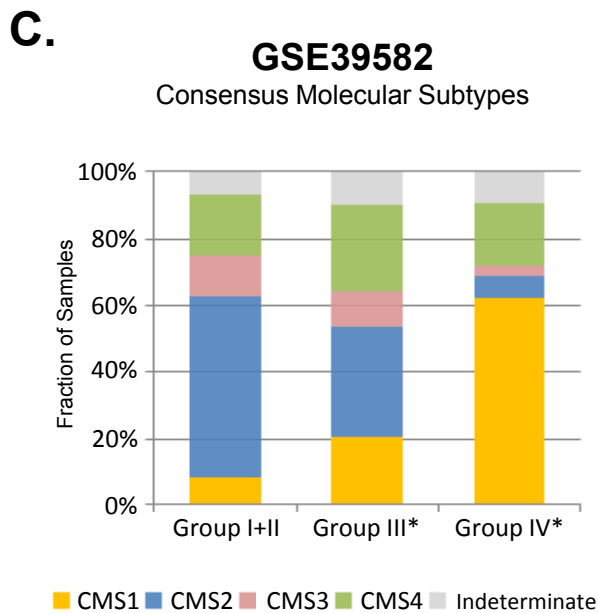 C.
GSE39582
Consensus Molecular Subtypes
Fraction of Samples
100%
80%
60%
40%
20%
0%
Group I+II Group III* Group IV*
CMS1 CMS2 CMS3 CMS4 Indeterminate